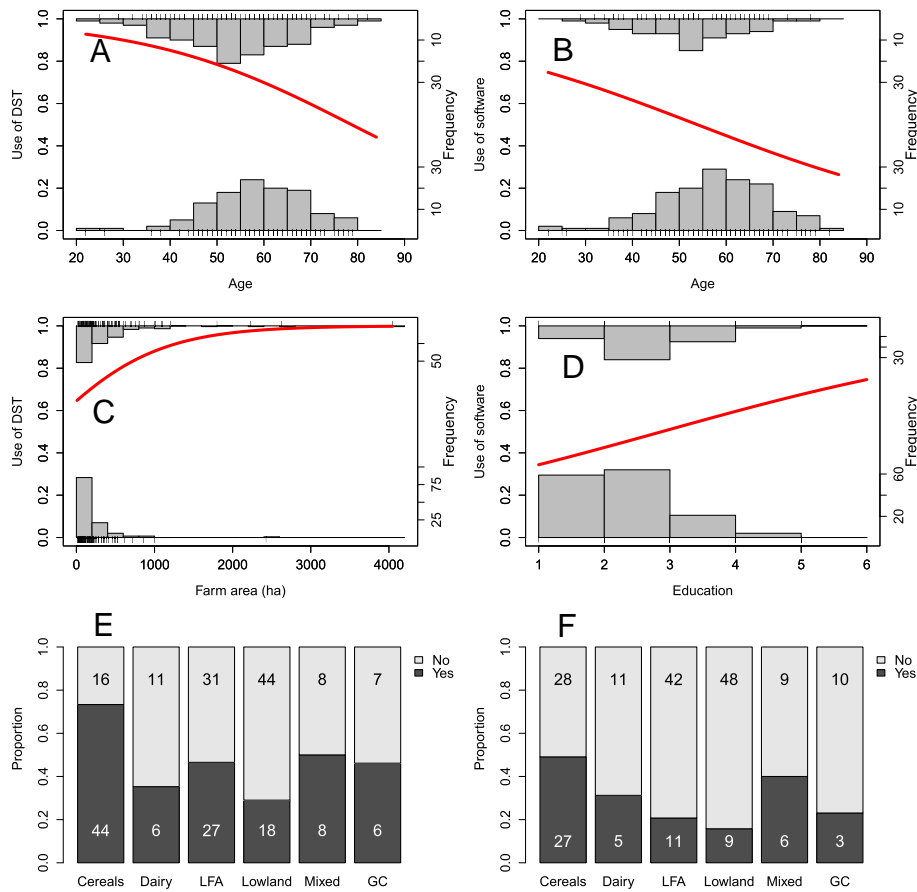 A
Use of DST
0.0 0.2 0.4 0.6 0.8 1.0
10 30 30 10
Frequency
20 30 40 50 60 70 80 90
Age
B
Use of software
0.0 0.2 0.4 0.6 0.8 1.0
10 30 30 10
Frequency
20 30 40 50 60 70 80 90
Age
C
Use of DST
0.0 0.2 0.4 0.6 0.8 1.0
50 75 25
Frequency
0 1000 2000 3000 4000
Farm area (ha)
D
Use of software
0.0 0.2 0.4 0.6 0.8 1.0
30 60 20
Frequency
1 2 3 4 5 6
Education
E
Proportion
0.0 0.2 0.4 0.6 0.8 1.0
16 11 31 44 8 7
44 6 27 18 8 6
Cereals Dairy LFA Lowland Mixed GC
No
Yes
F
Proportion
0.0 0.2 0.4 0.6 0.8 1.0
28 11 42 48 9 10
27 5 11 9 6 3
Cereals Dairy LFA Lowland Mixed GC
No
Yes